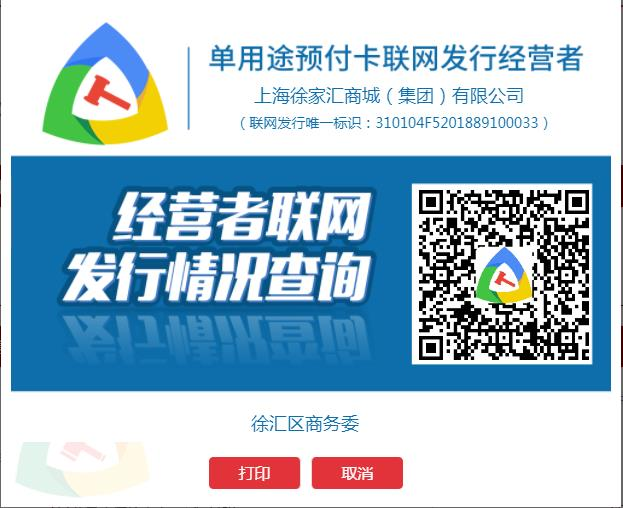 单用途预付卡联网发行经营者
上海徐家汇商城（集团）有限公司
（联网发行唯一标识：310104F5201889100033）
经营者联网
发行情况查询
徐汇区商务委
打印
取消